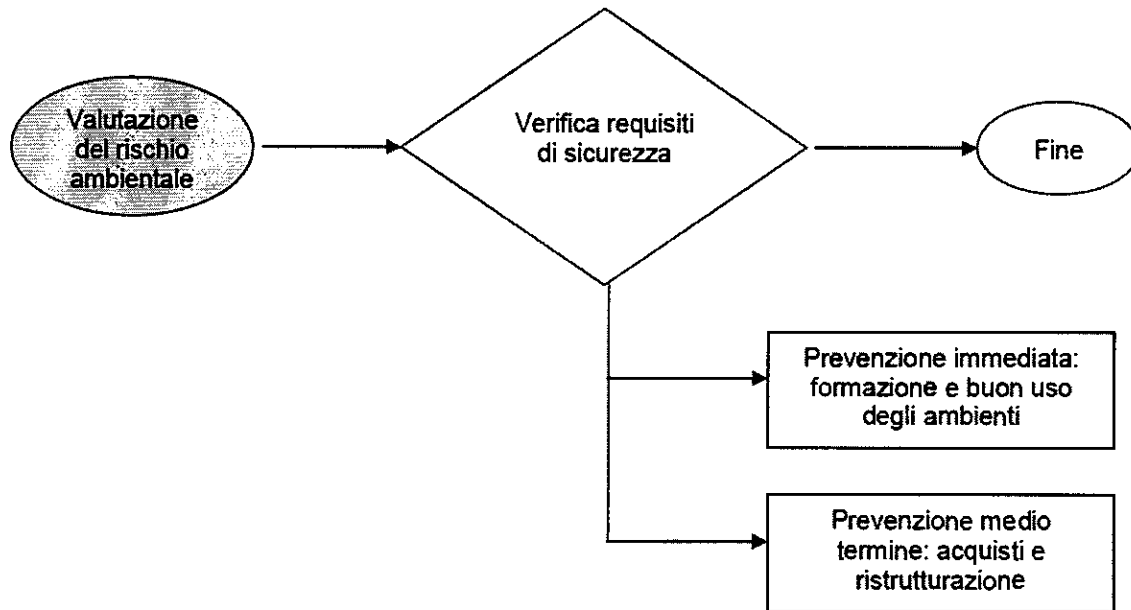 Valutazione
del rischio
ambientale
Verifica requisiti
di sicurezza
Fine
Prevenzione immediata:
formazione e buon uso
degli ambienti
Prevenzione medio
termine: acquisti e
ristrutturazione